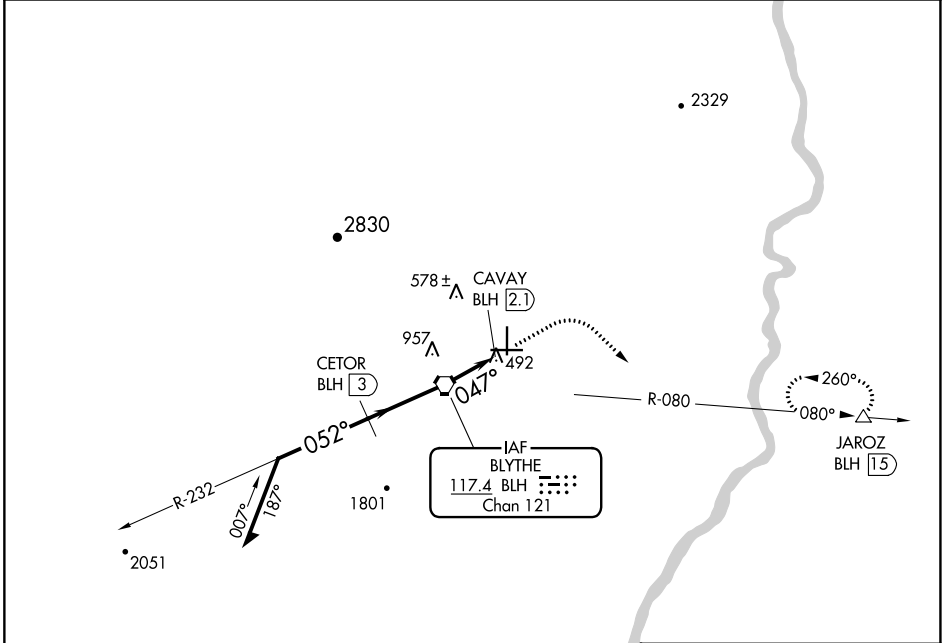 2329
2830
578 ±
CAVAY
BLH 2.1
957
492
CETOR
BLH 3
047°
052°
R-080
260°
080°
JAROZ
BLH 15
IAF
BLYTHE
117.4 BLH
Chan 121
R-232
007°
187°
1801
2051